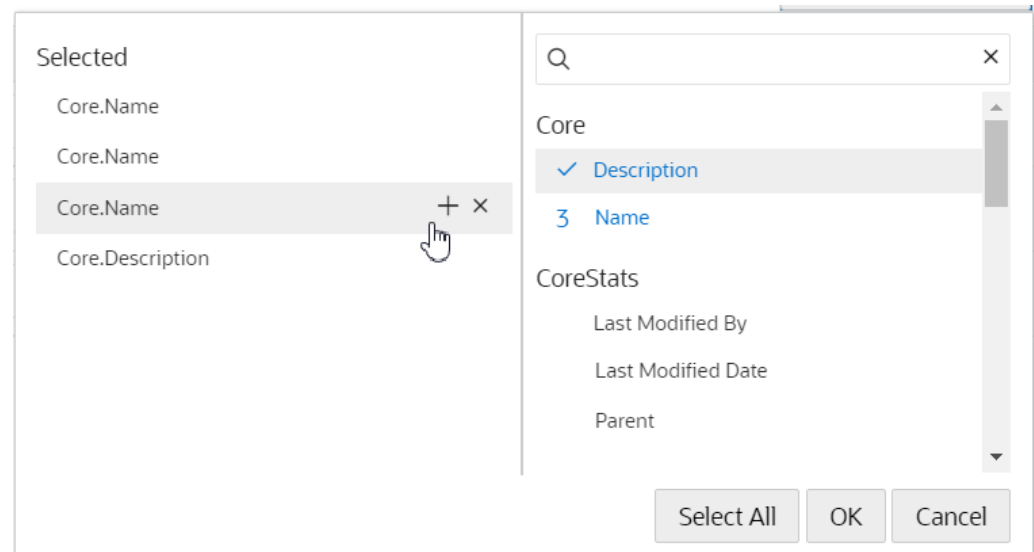 Selected
Core.Name
Core.Name
Core.Name
Core.Description
Core
Description
3 Name
CoreStats
Last Modified By
Last Modified Date
Parent
Select All OK Cancel